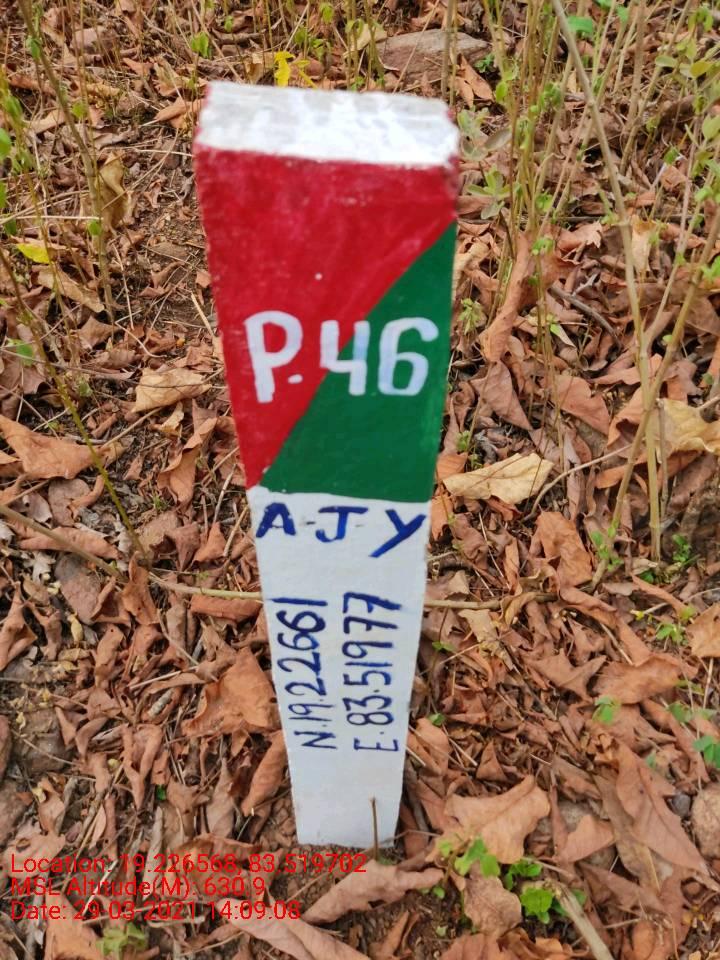 P.46
A-J-Y
N.19.22661
E.83.51977
Location: 19.226568, 83.519702
MSL Altitude(M): 630.9
Date: 29-03-2021 14:09:08